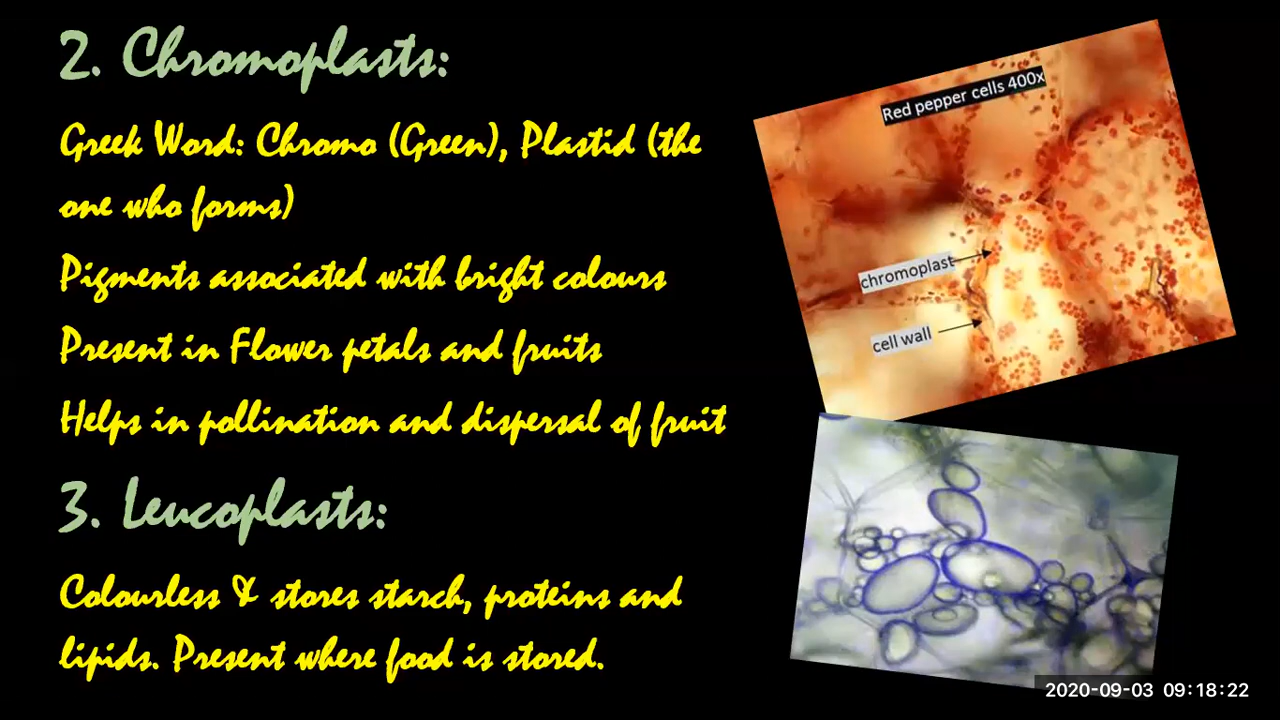 2. Chromoplasts:
Greek Word: Chromo (Green), Plastid (the
one who forms)
Pigments associated with bright colours
Present in Flower petals and fruits
Helps in pollination and dispersal of fruit
3. Leucoplasts:
Colourless & stores starch, proteins and
lipids. Present where food is stored.
Red pepper cells 400x
chromoplast
cell wall
2020-09-03 09:18:22